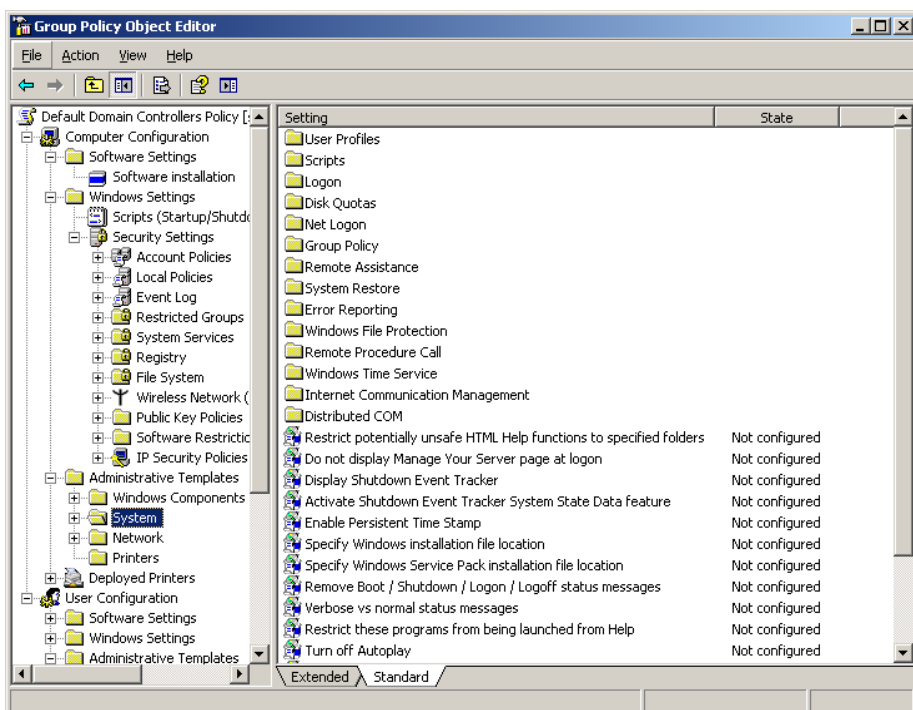 Group Policy Object Editor
File Action View Help
Default Domain Controllers Policy [
Computer Configuration
Software Settings
Software installation
Windows Settings
Scripts (Startup/Shutd
Security Settings
Account Policies
Local Policies
Event Log
Restricted Groups
System Services
Registry
File System
Wireless Network (
Public Key Policies
Software Restrictic
IP Security Policies
Administrative Templates
Windows Components
System
Network
Printers
Deployed Printers
User Configuration
Software Settings
Windows Settings
Administrative Templates
Setting State
User Profiles
Scripts
Logon
Disk Quotas
Net Logon
Group Policy
Remote Assistance
System Restore
Error Reporting
Windows File Protection
Remote Procedure Call
Windows Time Service
Internet Communication Management
Distributed COM
Restrict potentially unsafe HTML Help functions to specified folders Not configured
Do not display Manage Your Server page at logon Not configured
Display Shutdown Event Tracker Not configured
Activate Shutdown Event Tracker System State Data feature Not configured
Enable Persistent Time Stamp Not configured
Specify Windows installation file location Not configured
Specify Windows Service Pack installation file location Not configured
Remove Boot / Shutdown / Logon / Logoff status messages Not configured
Verbose vs normal status messages Not configured
Restrict these programs from being launched from Help Not configured
Turn off Autoplay Not configured
Extended Standard